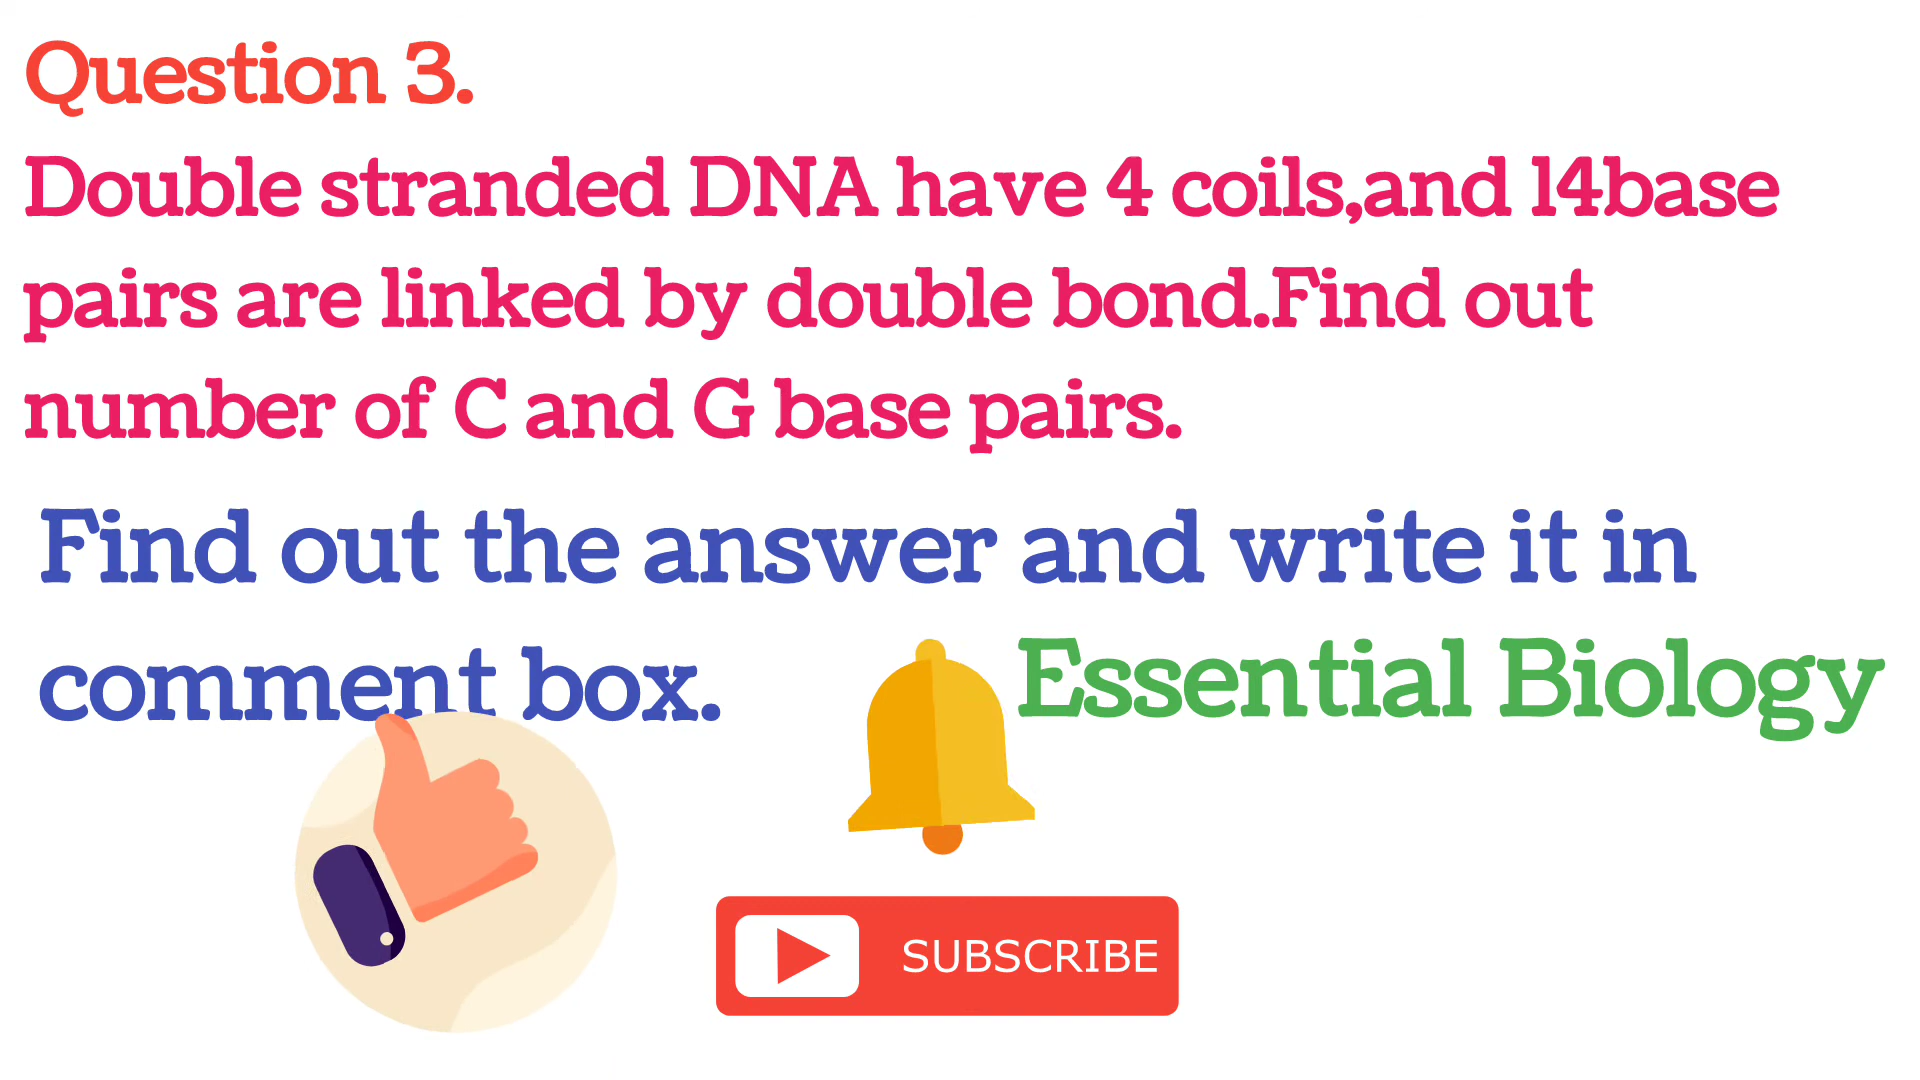 Question 3.
Double stranded DNA have 4 coils,and 14base
pairs are linked by double bond.Find out
number of C and G base pairs.
Find out the answer and write it in
comment box.
Essential Biology
SUBSCRIBE